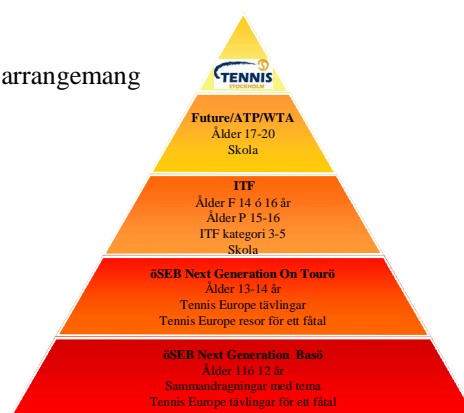 arrangemang
TENNIS
STOCKHOLM
Future/ATP/WTA
Ålder 17-20
Skola
ITF
Ålder F 14 ó 16 år
Ålder P 15-16
ITF kategori 3-5
Skola
öSEB Next Generation On Tourö
Ålder 13-14 år
Tennis Europe tävlingar
Tennis Europe resor för ett fåtal
öSEB Next Generation Basö
Ålder 11ó 12 år
Sammandragningar med tema
Tennis Europe tävlingar för ett fåtal